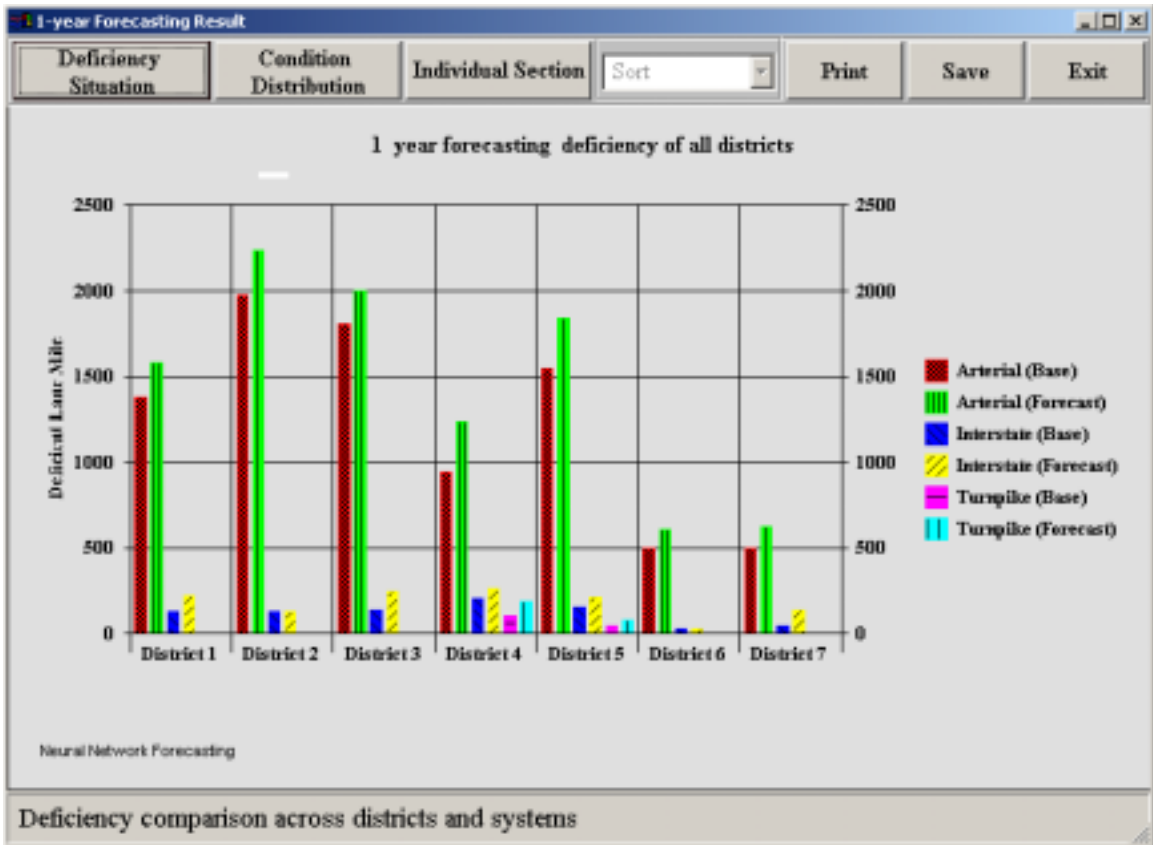 1-year Forecasting Result
Deficiency Situation
Condition Distribution
Individual Section
Sort
Print
Save
Exit
1 year forecasting deficiency of all districts
2500
2000
1500
1000
500
0
Deficient Lane Mile
2500
2000
1500
1000
500
0
District 1
District 2
District 3
District 4
District 5
District 6
District 7
Arterial (Base)
Arterial (Forecast)
Interstate (Base)
Interstate (Forecast)
Turnpike (Base)
Turnpike (Forecast)
Neural Network Forecasting
Deficiency comparison across districts and systems